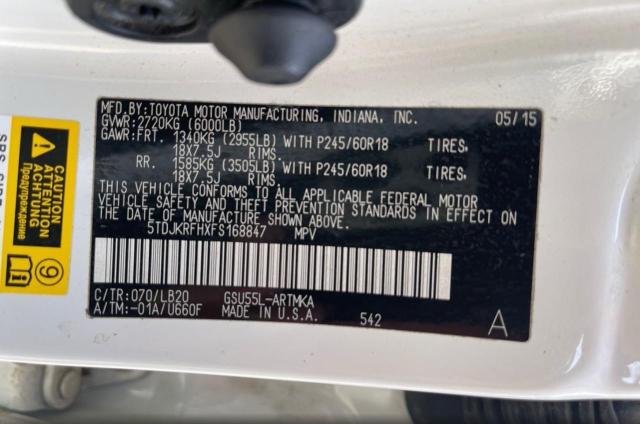 MFD.BY:TOYOTA MOTOR MANUFACTURING, INDIANA, INC. 05/15
GVWR:2720KG (6000LB)
GAWR:FRT. 1340KG (2955LB) WITH P245/60R18 TIRES,
18X7.5J RIMS.
RR. 1585KG (3505LB) WITH P245/60R18 TIRES,
18X7.5J RIMS.
THIS VEHICLE CONFORMS TO ALL APPLICABLE FEDERAL MOTOR
VEHICLE SAFETY AND THEFT PREVENTION STANDARDS IN EFFECT
ON THE DATE OF MANUFACTURE SHOWN ABOVE.
5TDJKRFHXFS168847 MPV
C/TR:070/LB20 GSU55L-ARTMKA
A/TM:-01A/U660F MADE IN U.S.A. 542 A
CAUTION
ATTENTION
ACHTUNG
Предупреждение
9
SRS SIDE